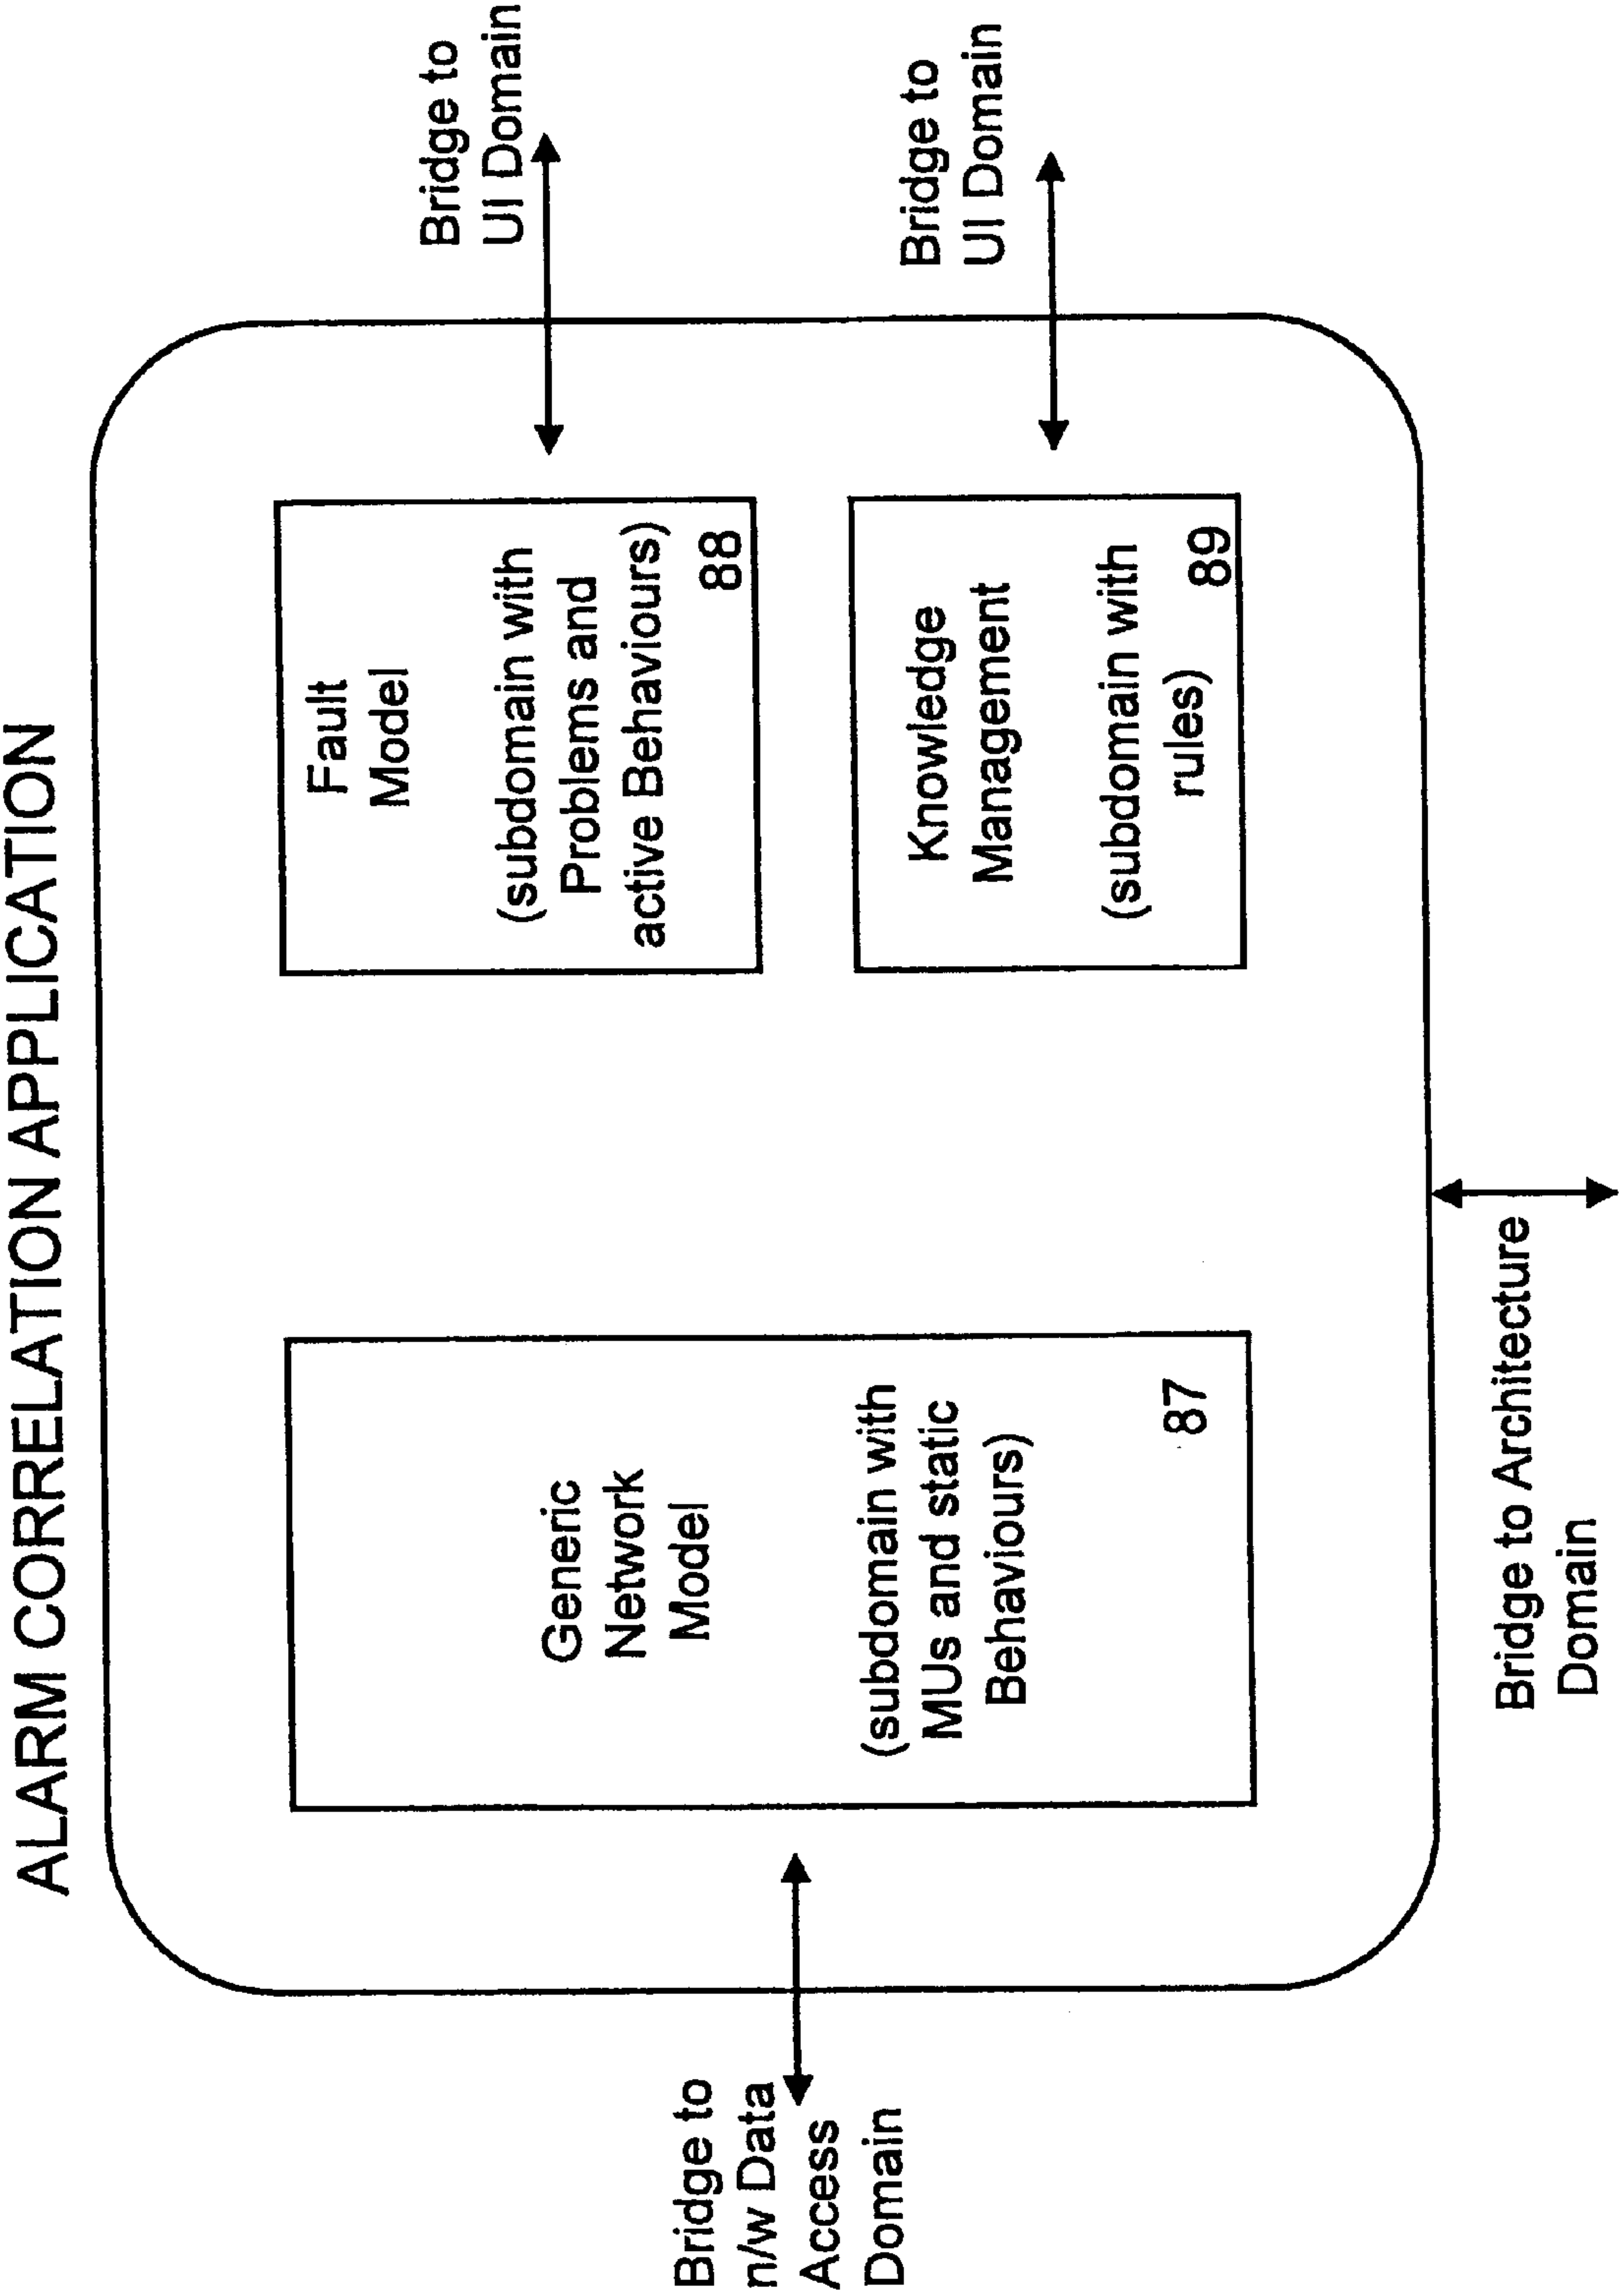 ALARM CORRELATION APPLICATION
Bridge to
n/w Data
Access
Domain
Generic
Network
Model
(subdomain with
MUs and static
Behaviours)
87
Fault
Model
(subdomain with
Problems and
active Behaviours)
88
Knowledge
Management
(subdomain with
rules)
89
Bridge to
UI Domain
Bridge to
UI Domain
Bridge to Architecture
Domain